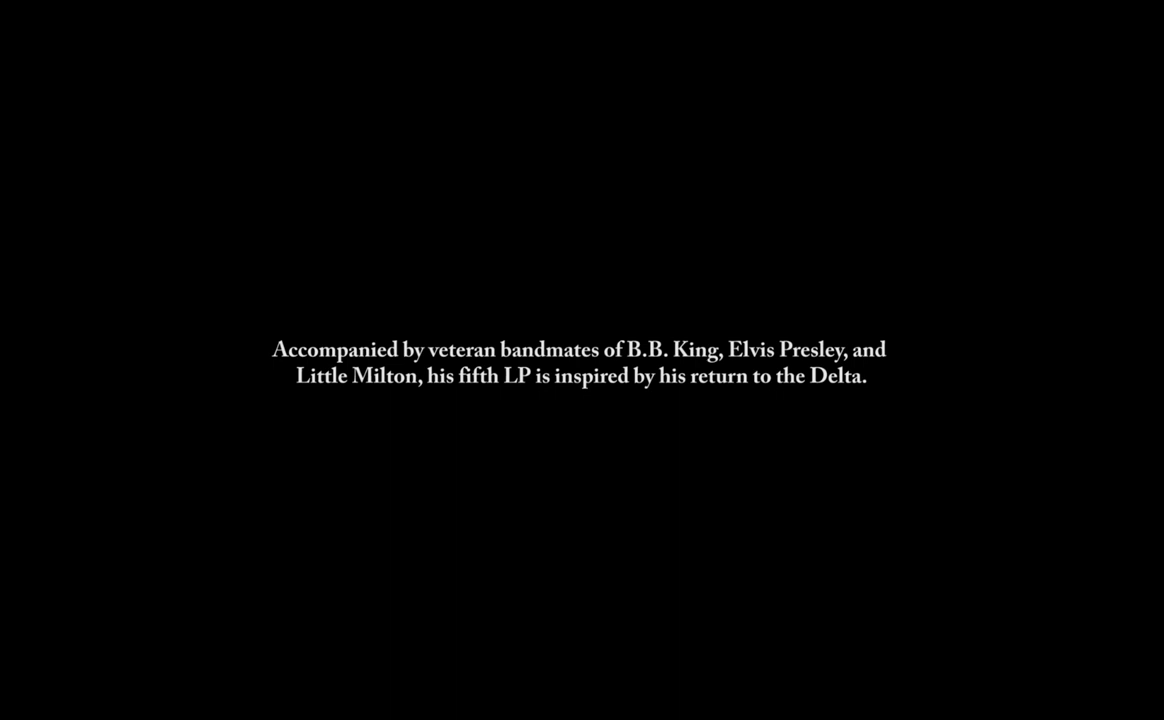 Accompanied by veteran bandmates of B.B. King, Elvis Presley, and
Little Milton, his fifth LP is inspired by his return to the Delta.